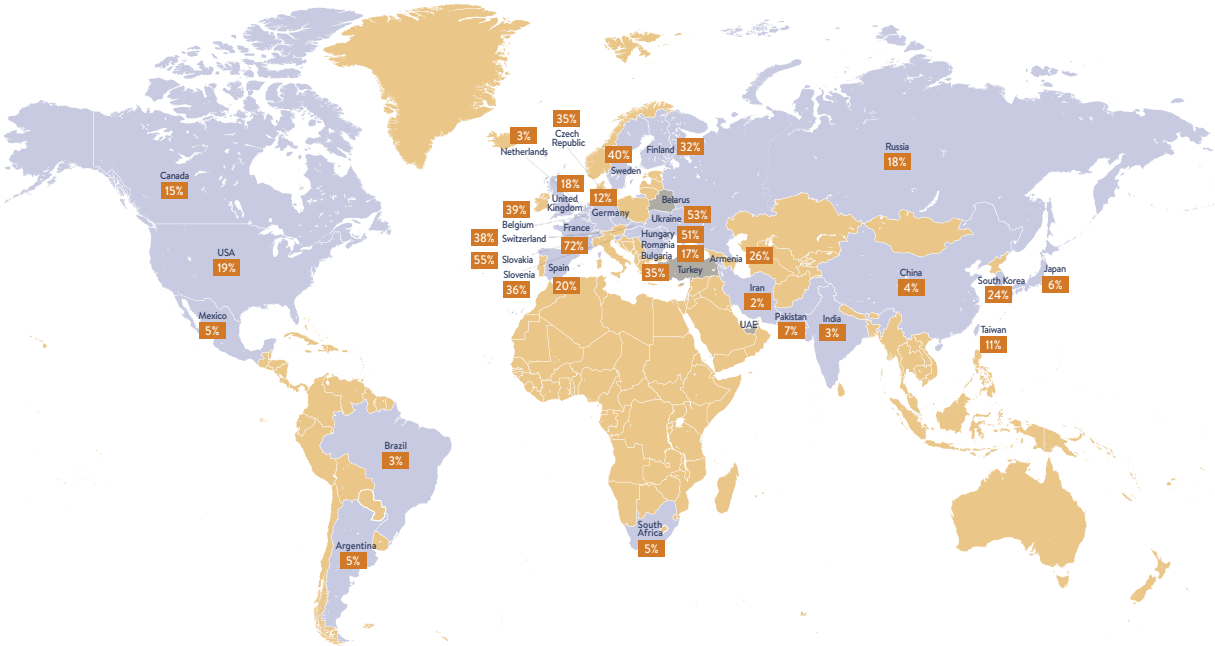 35%
Czech
Republic
3%
Netherlands
40%
Sweden
Finland 32%
Russia
18%
Canada
15%
18%
United
Kingdom
12%
Germany
Belarus
39%
Belgium
Ukraine 53%
France
38% Switzerland
72%
Hungary 51%
Romania
17%
Bulgaria
35%
Turkey
Armenia 26%
55% Slovakia
Slovenia
36%
Spain
20%
USA
19%
Mexico
5%
Iran
2%
UAE
Pakistan
7%
India
3%
China
4%
South Korea
24%
Japan
6%
Taiwan
11%
Brazil
3%
Argentina
5%
South
Africa
5%